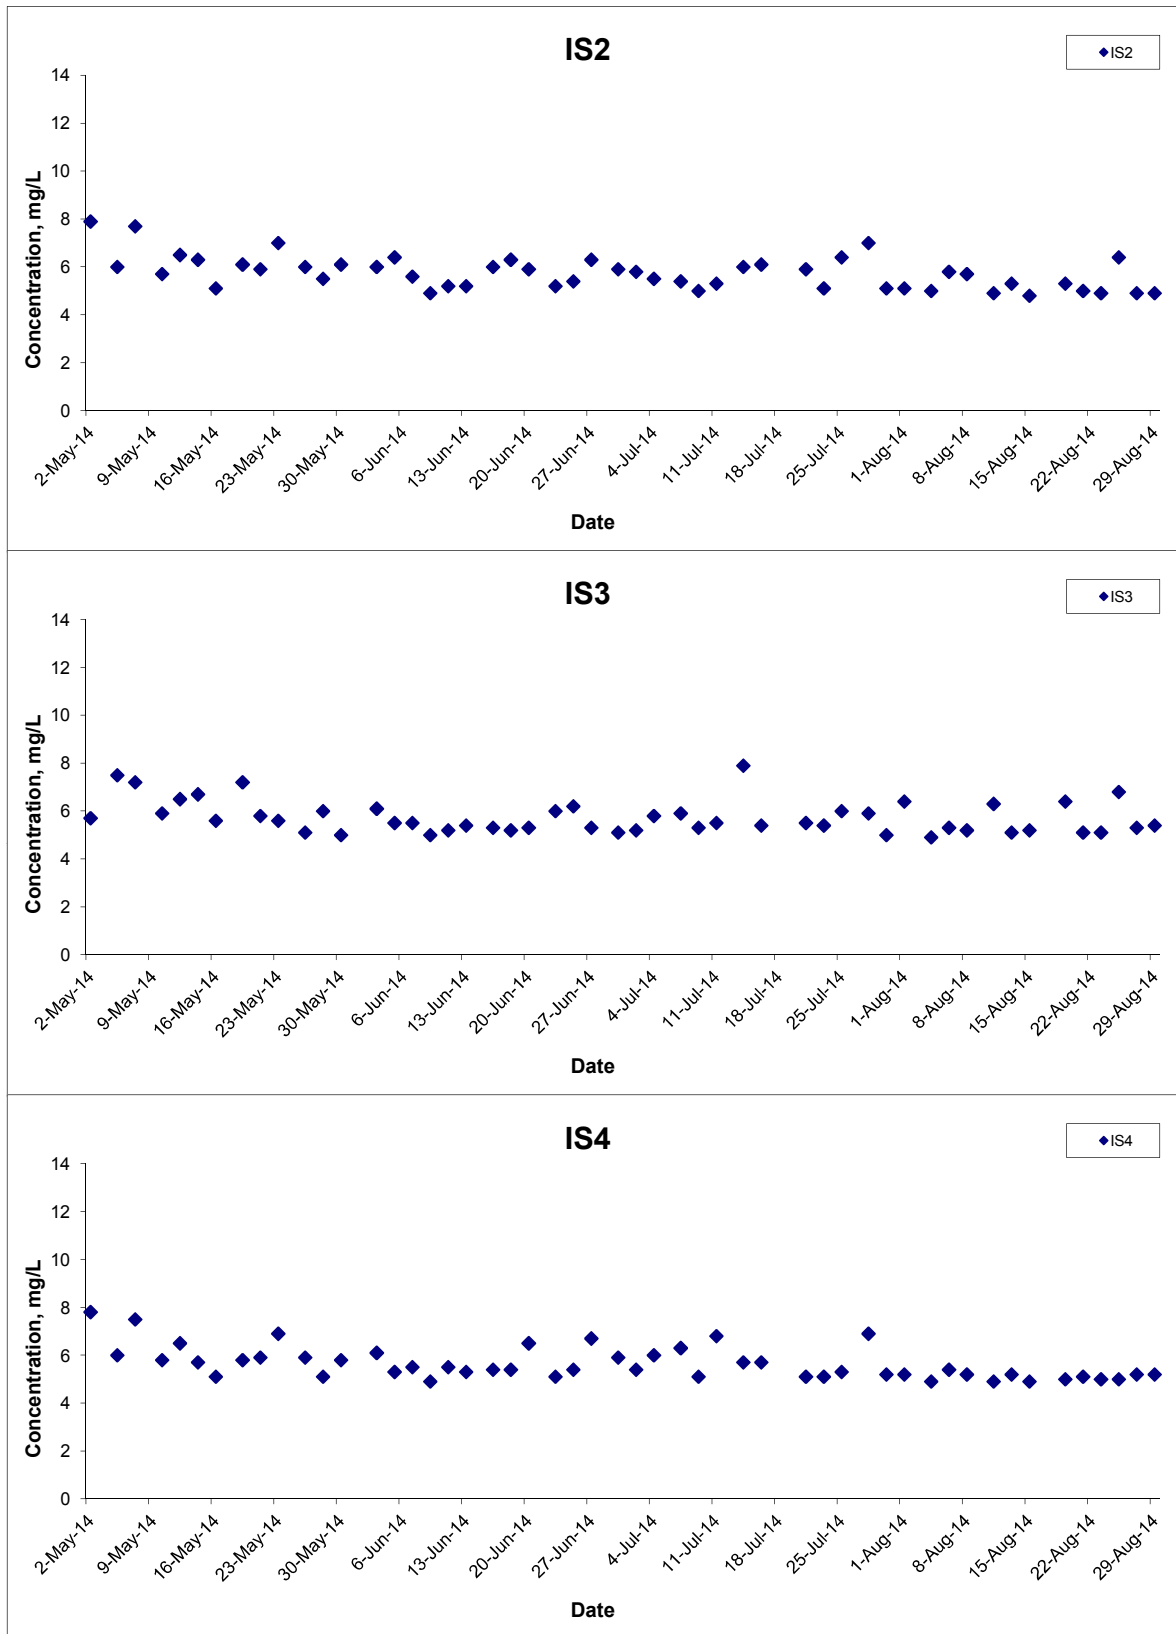 IS2
IS2
14
12
10
8
6
4
2
0
Concentration, mg/L
2-May-14
9-May-14
16-May-14
23-May-14
30-May-14
6-Jun-14
13-Jun-14
20-Jun-14
27-Jun-14
4-Jul-14
11-Jul-14
18-Jul-14
25-Jul-14
1-Aug-14
8-Aug-14
15-Aug-14
22-Aug-14
29-Aug-14
Date
IS3
IS3
14
12
10
8
6
4
2
0
Concentration, mg/L
2-May-14
9-May-14
16-May-14
23-May-14
30-May-14
6-Jun-14
13-Jun-14
20-Jun-14
27-Jun-14
4-Jul-14
11-Jul-14
18-Jul-14
25-Jul-14
1-Aug-14
8-Aug-14
15-Aug-14
22-Aug-14
29-Aug-14
Date
IS4
IS4
14
12
10
8
6
4
2
0
Concentration, mg/L
2-May-14
9-May-14
16-May-14
23-May-14
30-May-14
6-Jun-14
13-Jun-14
20-Jun-14
27-Jun-14
4-Jul-14
11-Jul-14
18-Jul-14
25-Jul-14
1-Aug-14
8-Aug-14
15-Aug-14
22-Aug-14
29-Aug-14
Date